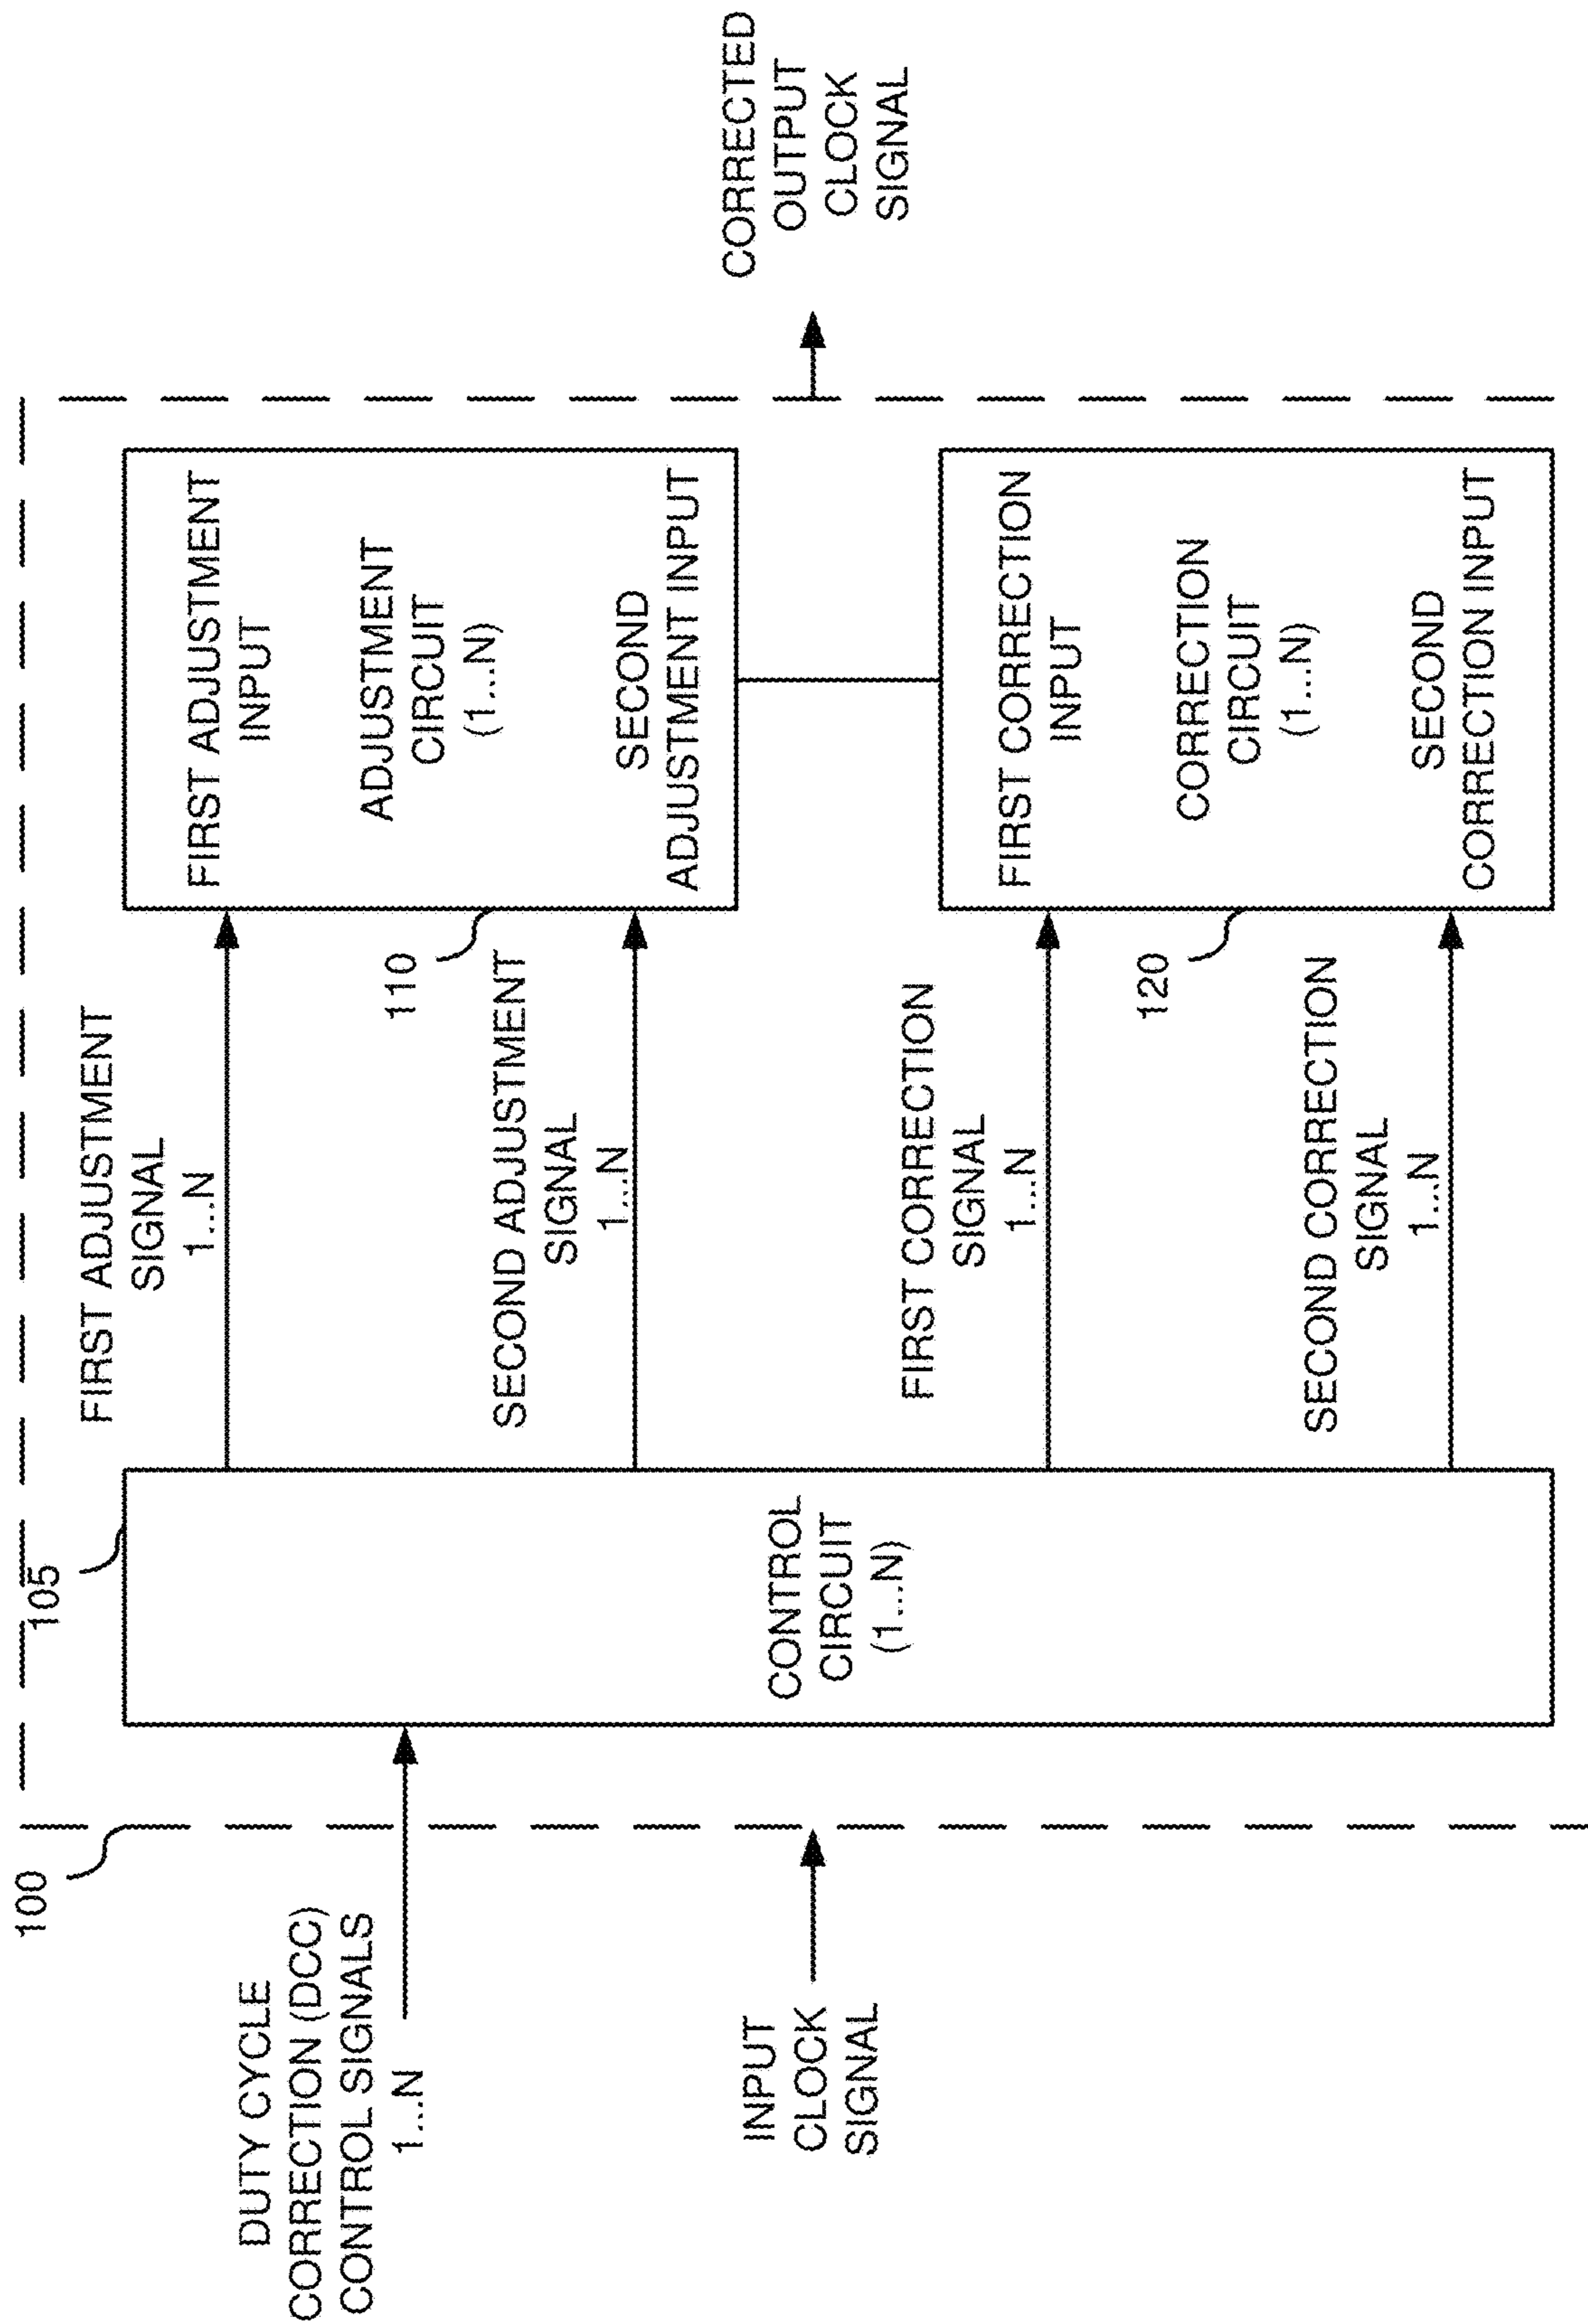 100
DUTY CYCLE
CORRECTION (DCC)
CONTROL SIGNALS
1...N
INPUT
CLOCK
SIGNAL
105
CONTROL
CIRCUIT
(1...N)
FIRST ADJUSTMENT
SIGNAL
1...N
SECOND ADJUSTMENT
SIGNAL
1...N
FIRST CORRECTION
SIGNAL
1...N
SECOND CORRECTION
SIGNAL
1...N
110
FIRST ADJUSTMENT
INPUT
ADJUSTMENT
CIRCUIT
(1...N)
SECOND
ADJUSTMENT INPUT
120
FIRST CORRECTION
INPUT
CORRECTION
CIRCUIT
(1...N)
SECOND
CORRECTION INPUT
CORRECTED
OUTPUT
CLOCK
SIGNAL